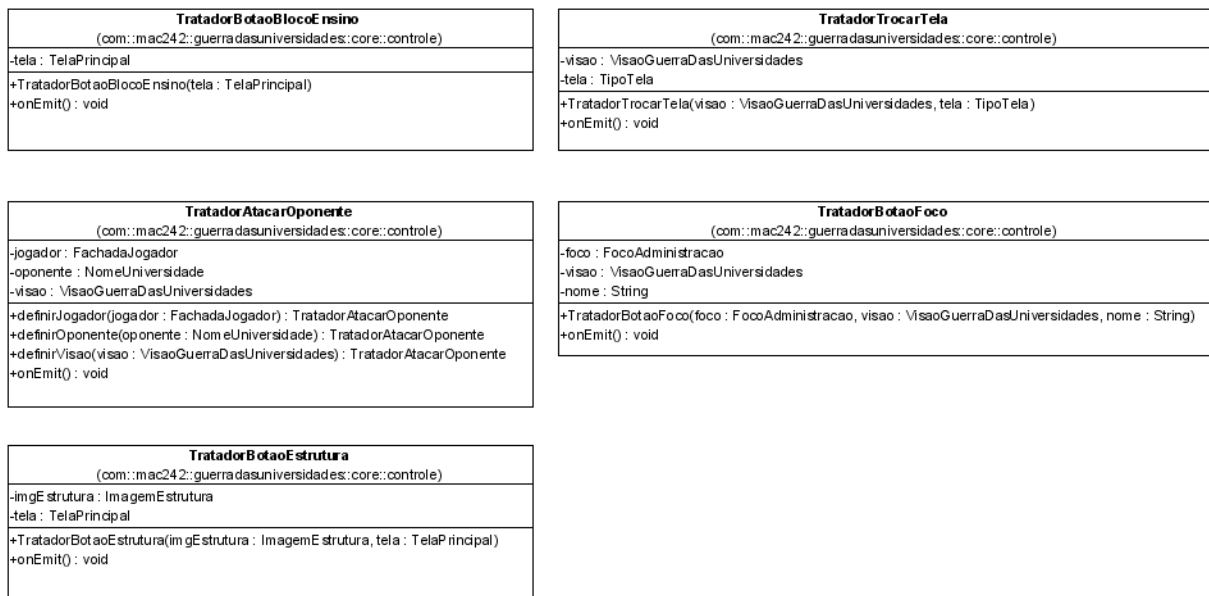 TratadorBotaoBlocoEnsino
(com::mac242::guerradasuniversidades::core::controle)
-tela : TelaPrincipal
+TratadorBotaoBlocoEnsino(tela : TelaPrincipal)
+onEmit() : void
TratadorTrocarTela
(com::mac242::guerradasuniversidades::core::controle)
-visao : VisaoGuerraDasUniversidades
-tela : TipoTela
+TratadorTrocarTela(visao : VisaoGuerraDasUniversidades, tela : TipoTela)
+onEmit() : void
TratadorAtacarOponente
(com::mac242::guerradasuniversidades::core::controle)
-jogador : FachadaJogador
-oponente : NomeUniversidade
-visao : VisaoGuerraDasUniversidades
+definirJogador(jogador : FachadaJogador) : TratadorAtacarOponente
+definirOponente(oponente : NomeUniversidade) : TratadorAtacarOponente
+definirVisao(visao : VisaoGuerraDasUniversidades) : TratadorAtacarOponente
+onEmit() : void
TratadorBotaoFoco
(com::mac242::guerradasuniversidades::core::controle)
-foco : FocoAdministracao
-visao : VisaoGuerraDasUniversidades
-nome : String
+TratadorBotaoFoco(foco : FocoAdministracao, visao : VisaoGuerraDasUniversidades, nome : String)
+onEmit() : void
TratadorBotaoEstrutura
(com::mac242::guerradasuniversidades::core::controle)
-imgEstrutura : ImagemEstrutura
-tela : TelaPrincipal
+TratadorBotaoEstrutura(imgEstrutura : ImagemEstrutura, tela : TelaPrincipal)
+onEmit() : void